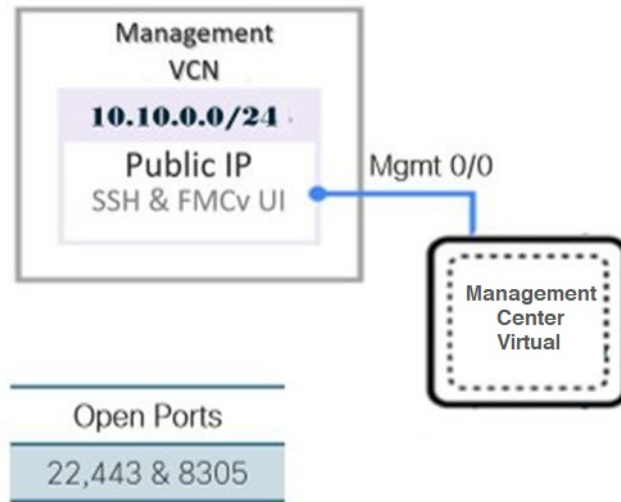 Management
VCN
10.10.0.0/24
Public IP
SSH & FMCv UI
Mgmt 0/0
Management
Center
Virtual
Open Ports
22,443 & 8305